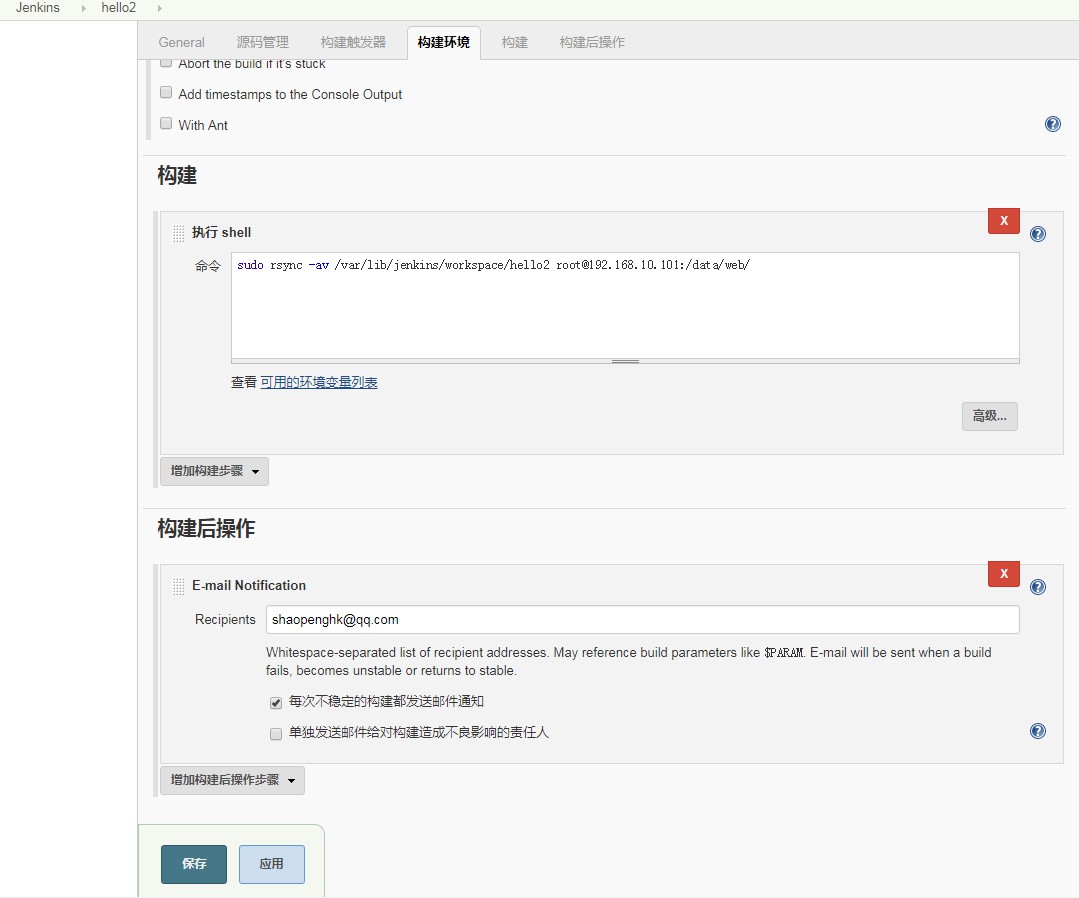 Jenkins hello2
General 源码管理 构建触发器 构建环境 构建 构建后操作
Abort the build if it's stuck
Add timestamps to the Console Output
With Ant
构建
X
执行 shell
命令
sudo rsync -av /var/lib/jenkins/workspace/hello2 root@192.168.10.101:/data/web/
查看 可用的环境变量列表
高级...
增加构建步骤
构建后操作
X
E-mail Notification
Recipients
shaopenghk@qq.com
Whitespace-separated list of recipient addresses. May reference build parameters like $PARAM. E-mail will be sent when a build
fails, becomes unstable or returns to stable.
每次不稳定的构建都发送邮件通知
单独发送邮件给对构建造成不良影响的责任人
增加构建后操作步骤
保存 应用